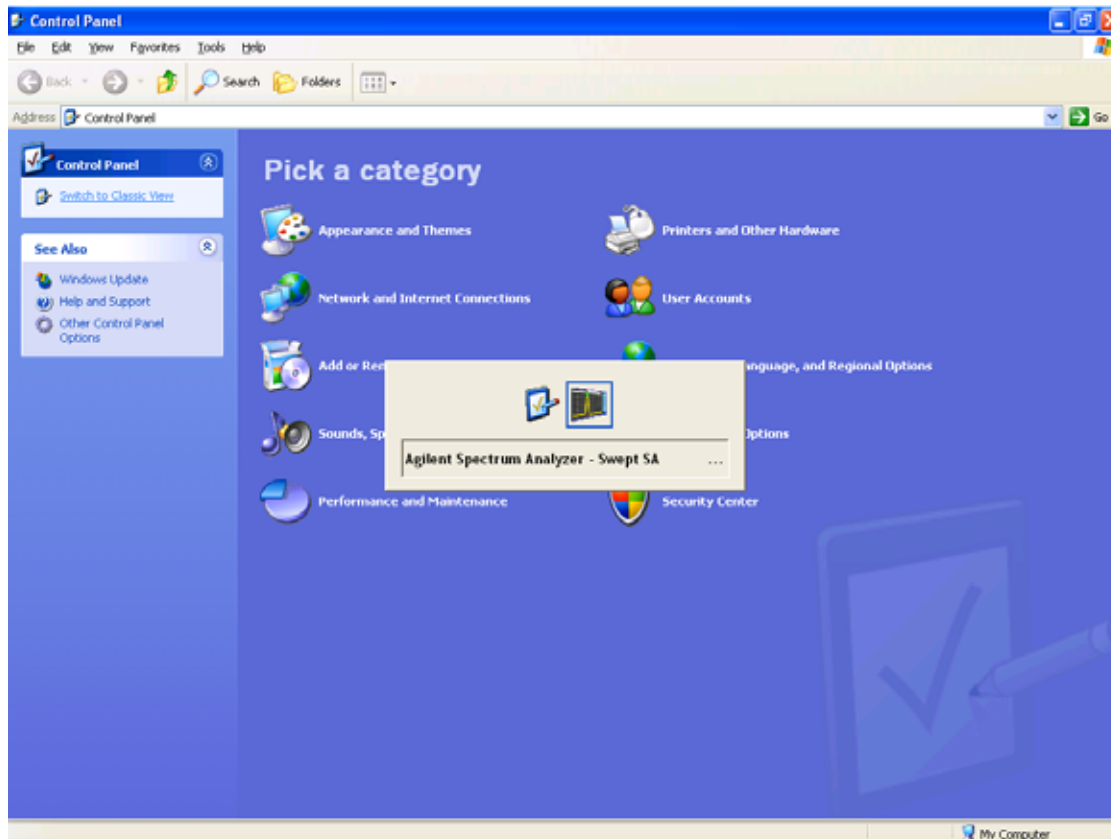 Control Panel
File Edit View Favorites Tools Help
Back Search Folders
Address Control Panel Go
Control Panel
Switch to Classic View
See Also
Windows Update
Help and Support
Other Control Panel
Options
Pick a category
Appearance and Themes
Printers and Other Hardware
Network and Internet Connections
User Accounts
Add or Rem
nguage, and Regional Options
Sounds, Sp
Options
Agilent Spectrum Analyzer - Swept SA ...
Performance and Maintenance
Security Center
My Computer